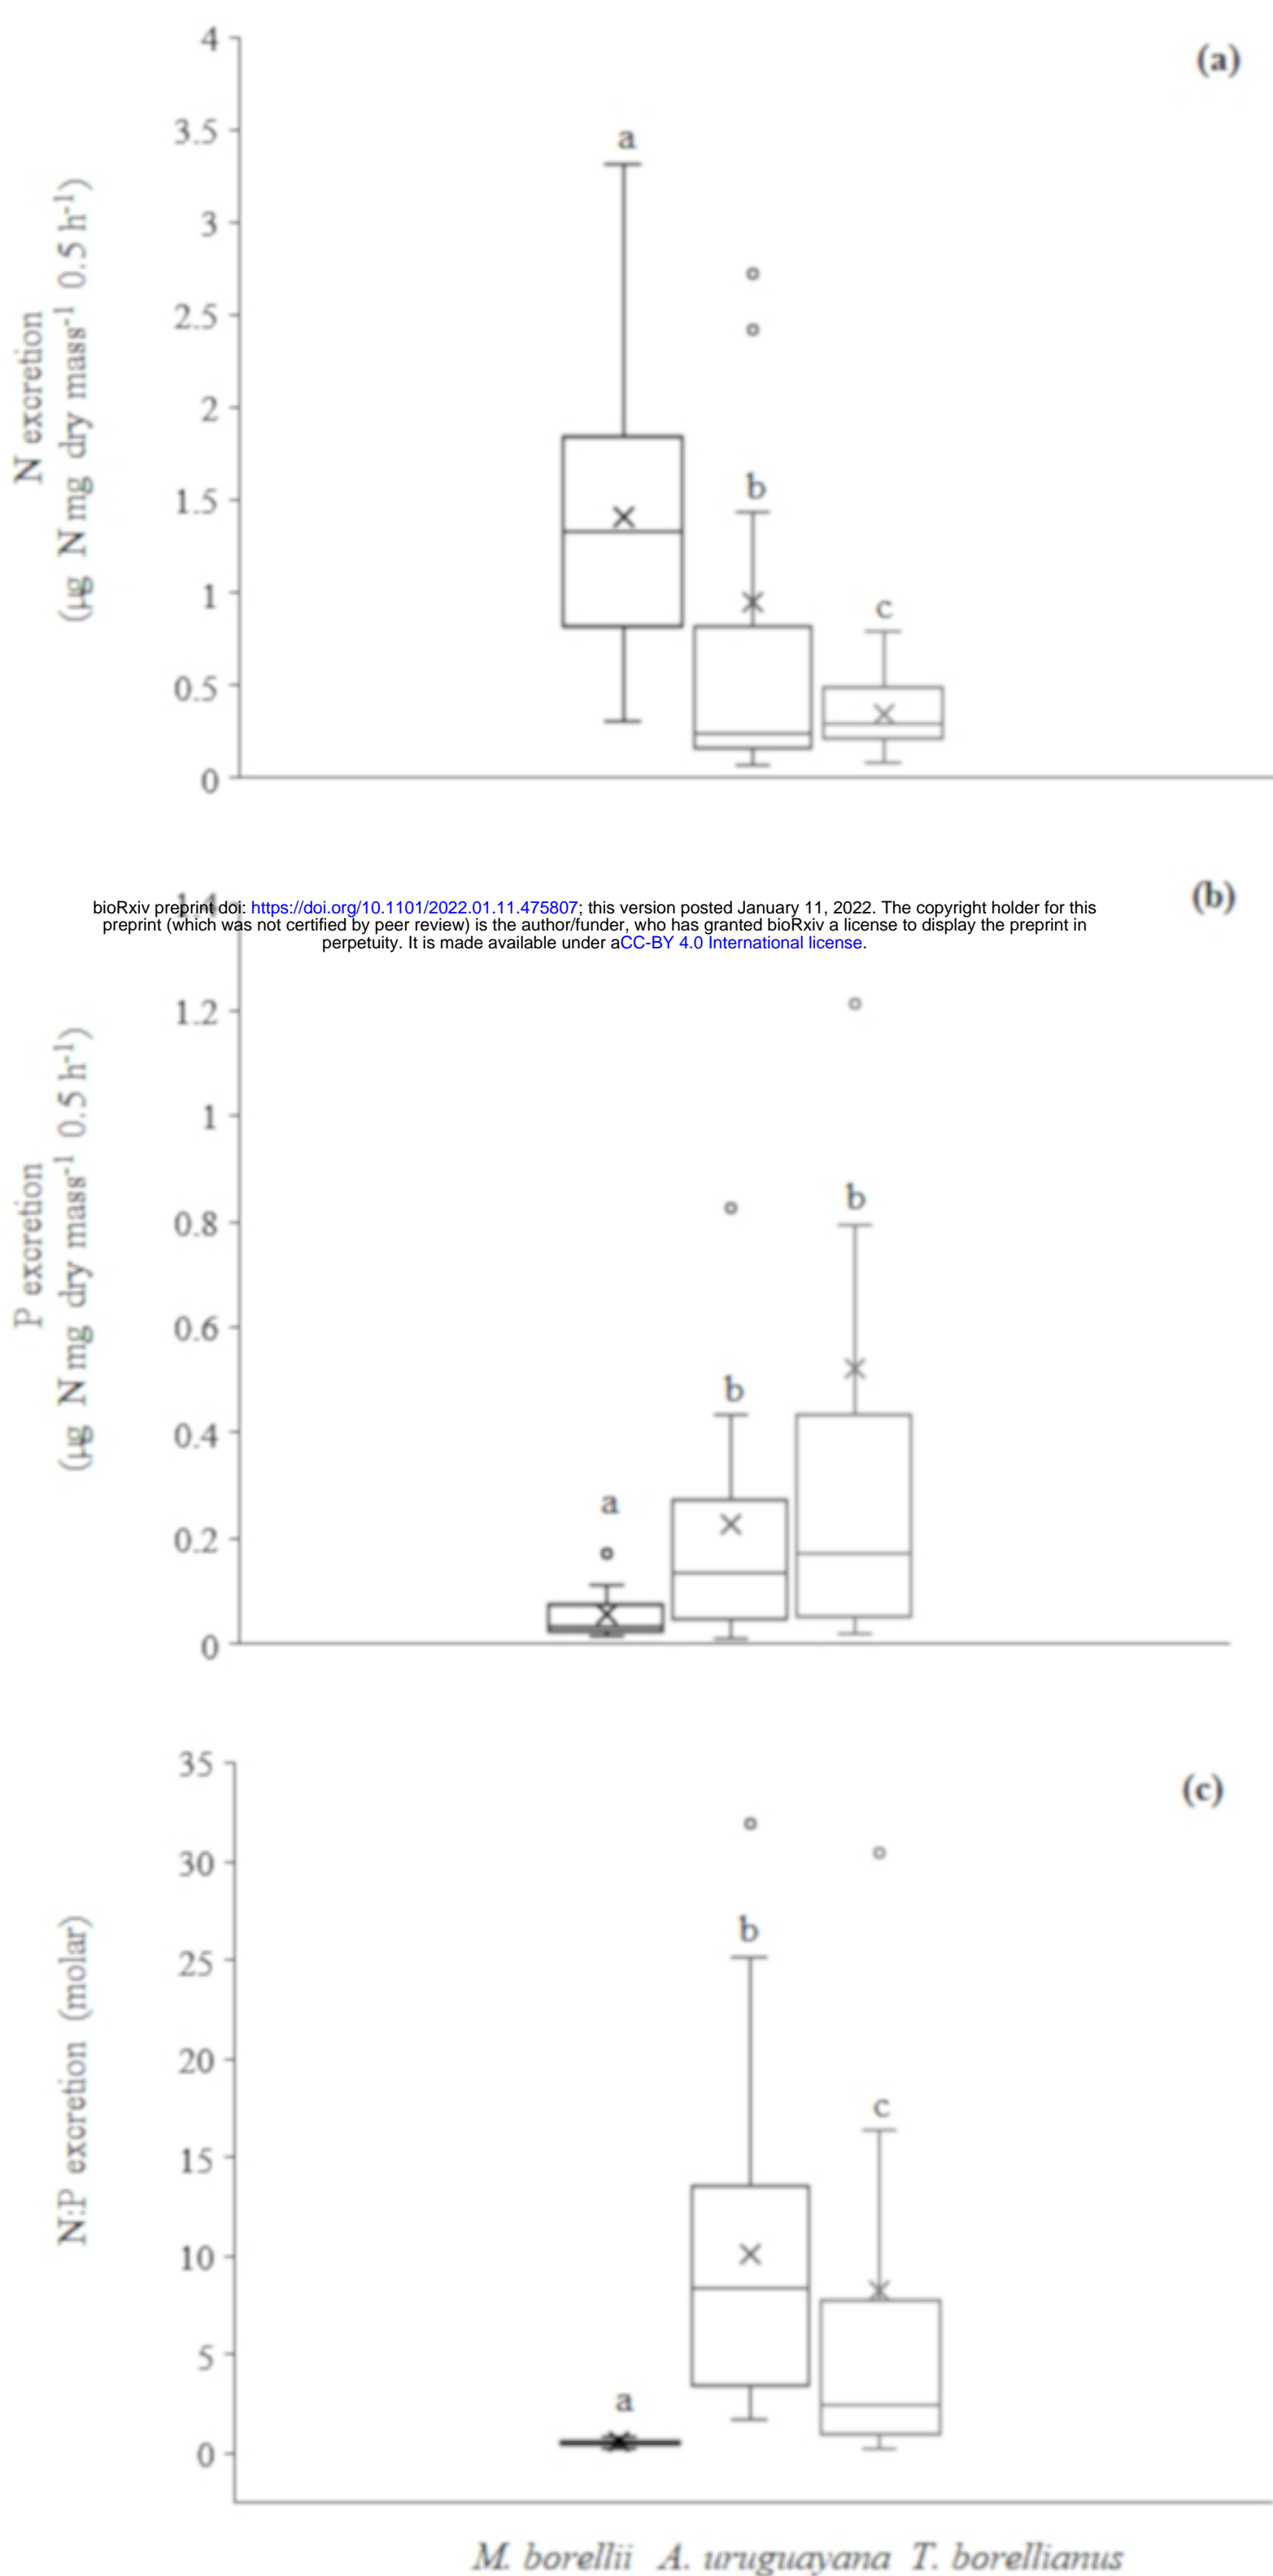 4
(a)
3.5
a
3
2.5
2
b
1.5
1
c
0.5
0
N excretion
(µg N mg dry mass⁻¹ 0.5 h⁻¹)
(b)
1.4
bioRxiv preprint doi: https://doi.org/10.1101/2022.01.11.475807; this version posted January 11, 2022. The copyright holder for this
preprint (which was not certified by peer review) is the author/funder, who has granted bioRxiv a license to display the preprint in
perpetuity. It is made available under aCC-BY 4.0 International license.
1.2
1
b
0.8
0.6
b
0.4
a
0.2
0
P excretion
(µg N mg dry mass⁻¹ 0.5 h⁻¹)
35
(c)
30
b
25
20
c
15
10
5
a
0
N:P excretion (molar)
M. borellii A. uruguayana T. borellianus